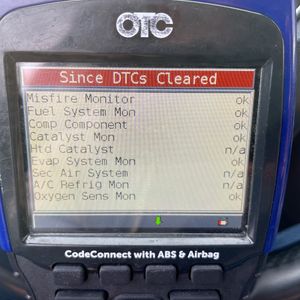 OTC
Since DTCs Cleared
Misfire Monitor ok
Fuel System Mon ok
Comp Component ok
Catalyst Mon ok
Htd Catalyst n/a
Evap System Mon ok
Sec Air System n/a
A/C Refrig Mon n/a
Oxygen Sens Mon ok
CodeConnect with ABS & Airbag